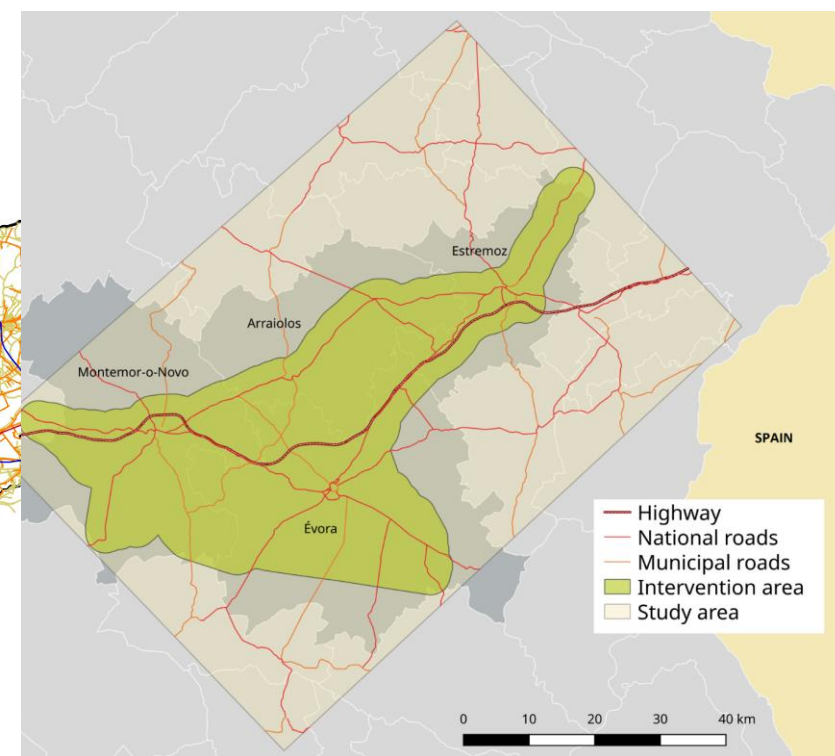 Estremoz
Arraiolos
Montemor-o-Novo
SPAIN
Évora
Highway
National roads
Municipal roads
Intervention area
Study area
0 10 20 30 40 km